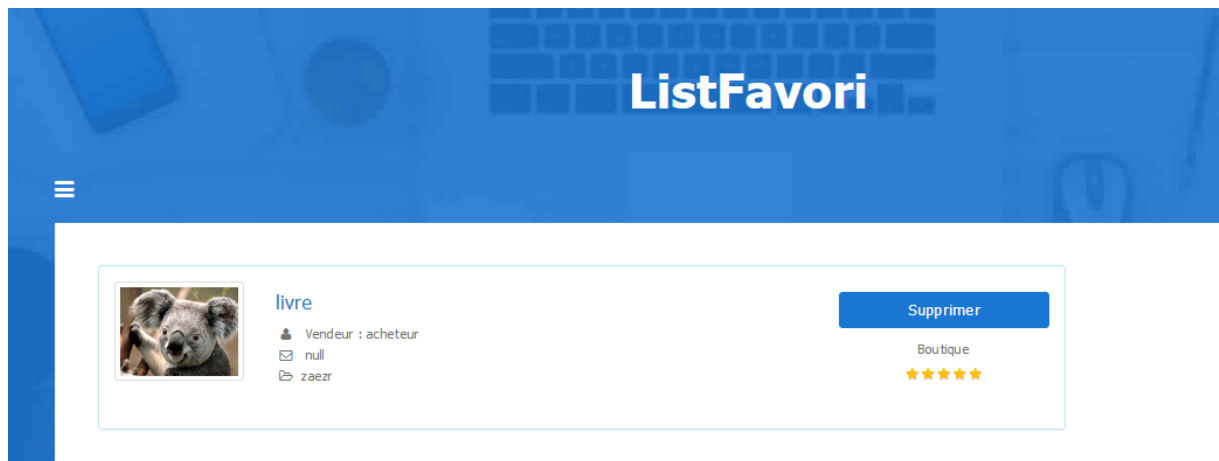 ListFavori
livre
Vendeur : acheteur
null
zaezr
Supprimer
Boutique